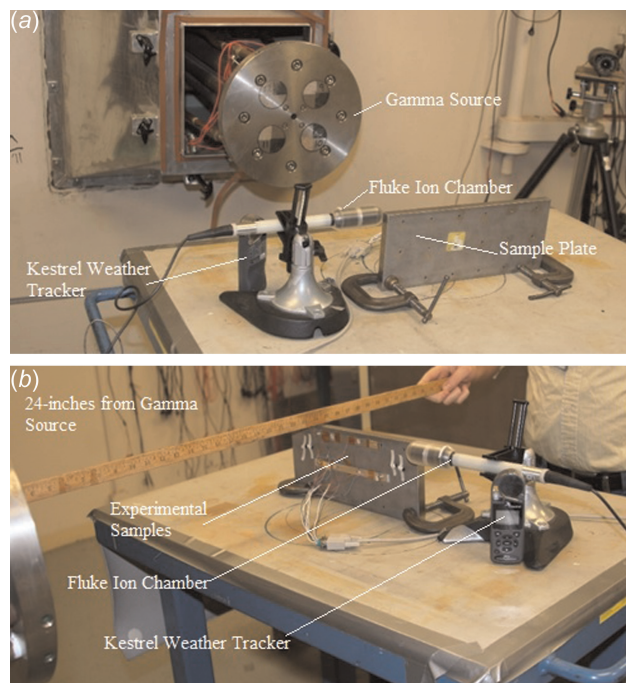 (a)
Gamma Source
Fluke Ion Chamber
Sample Plate
Kestrel Weather
Tracker
(b)
24-inches from Gamma
Source
Experimental
Samples
Fluke Ion Chamber
Kestrel Weather Tracker